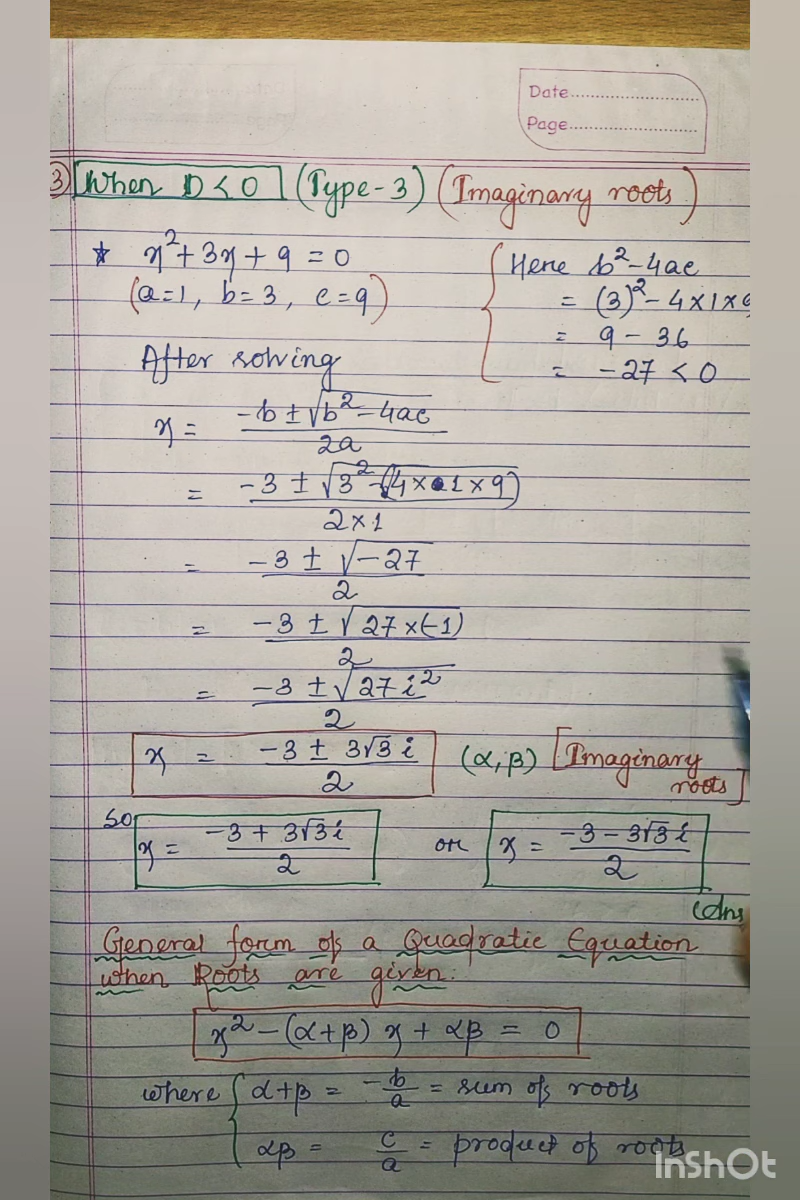 Date..............................
Page..............................
3) When D < 0 (Type-3) (Imaginary roots)
* x² + 3x + 9 = 0
(a=1, b=3, c=9)
Here b² - 4ac
= (3)² - 4×1×9
= 9 - 36
= -27 < 0
After solving
x = (-b ± √(b² - 4ac)) / 2a
= (-3 ± √(3² - (4×1×9))) / 2×1
= (-3 ± √-27) / 2
= (-3 ± √(27×(-1))) / 2
= (-3 ± √(27i²)) / 2
x = (-3 ± 3√3 i) / 2 (α, β) [Imaginary roots]
So x = (-3 + 3√3 i) / 2 or x = (-3 - 3√3 i) / 2
(Ans
General form of a Quadratic Equation
when Roots are given:
x² - (α+β) x + αβ = 0
where { α+β = -b/a = sum of roots
αβ = c/a = product of roots
InShOt